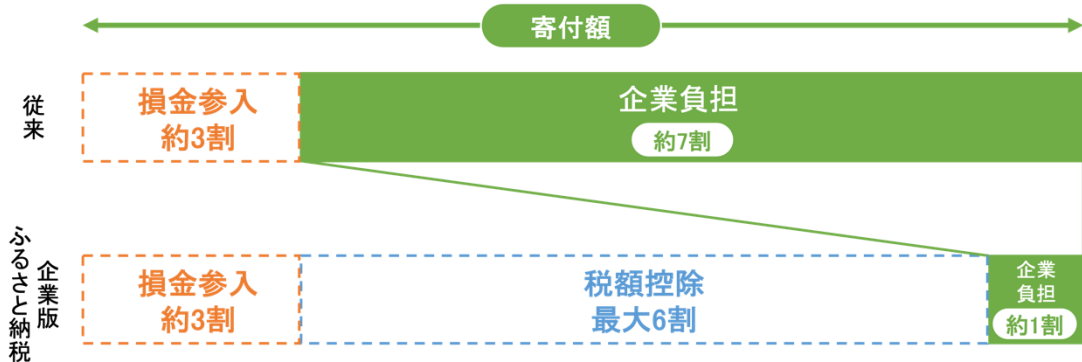 寄付額
従来
損金参入
約3割
企業負担
約7割
企業版
ふるさと納税
損金参入
約3割
税額控除
最大6割
企業
負担
約1割